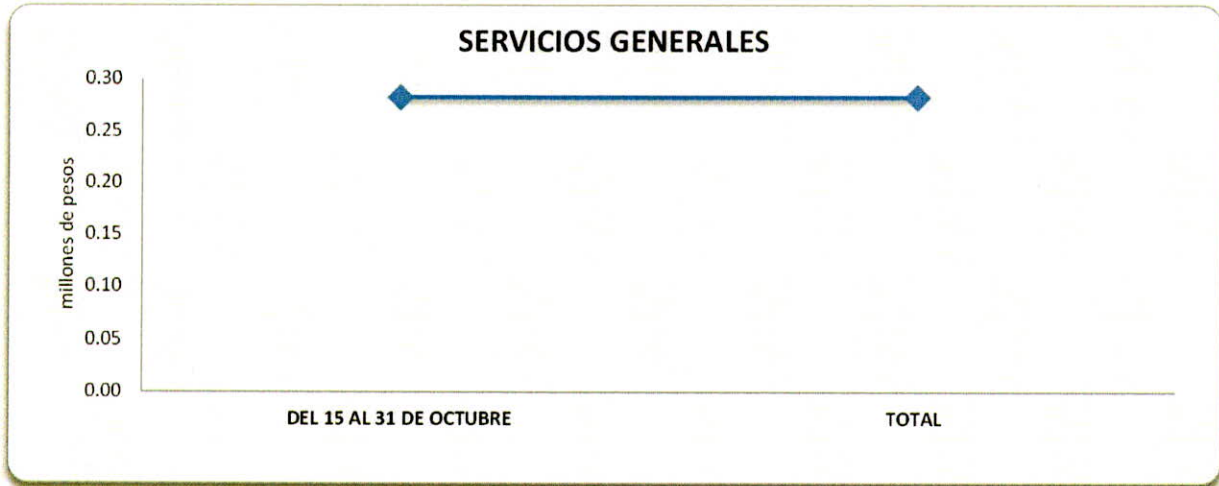 SERVICIOS GENERALES
millones de pesos
0.30
0.25
0.20
0.15
0.10
0.05
0.00
DEL 15 AL 31 DE OCTUBRE
TOTAL